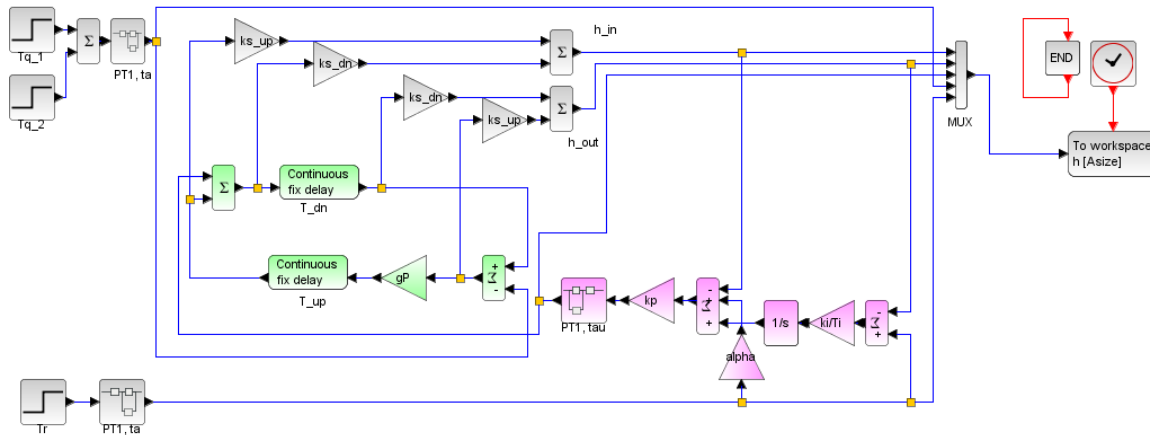 Tq_1
Tq_2
Σ
PT1, ta
ks_up
ks_dn
Σ
h_in
ks_dn
ks_up
Σ
h_out
MUX
END
To workspace
h [Asize]
Σ
Continuous
fix delay
T_dn
Continuous
fix delay
T_up
gP
+
Σ
-
PT1, tau
kp
-
+
Σ
+
1/s
ki/Ti
-
Σ
+
alpha
Tr
PT1, ta